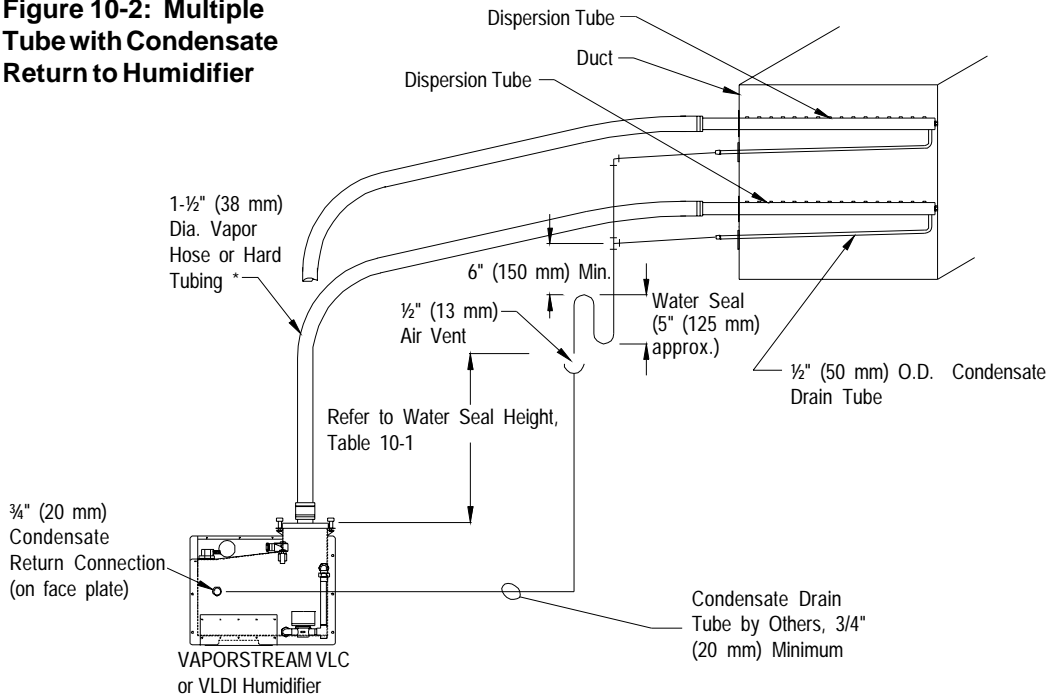 Figure 10-2: Multiple
Tube with Condensate
Return to Humidifier
Dispersion Tube
Duct
Dispersion Tube
1-½" (38 mm)
Dia. Vapor
Hose or Hard
Tubing *
6" (150 mm) Min.
½" (13 mm)
Air Vent
Water Seal
(5" (125 mm)
approx.)
½" (50 mm) O.D. Condensate
Drain Tube
Refer to Water Seal Height,
Table 10-1
¾" (20 mm)
Condensate
Return Connection
(on face plate)
Condensate Drain
Tube by Others, 3/4"
(20 mm) Minimum
VAPORSTREAM VLC
or VLDI Humidifier